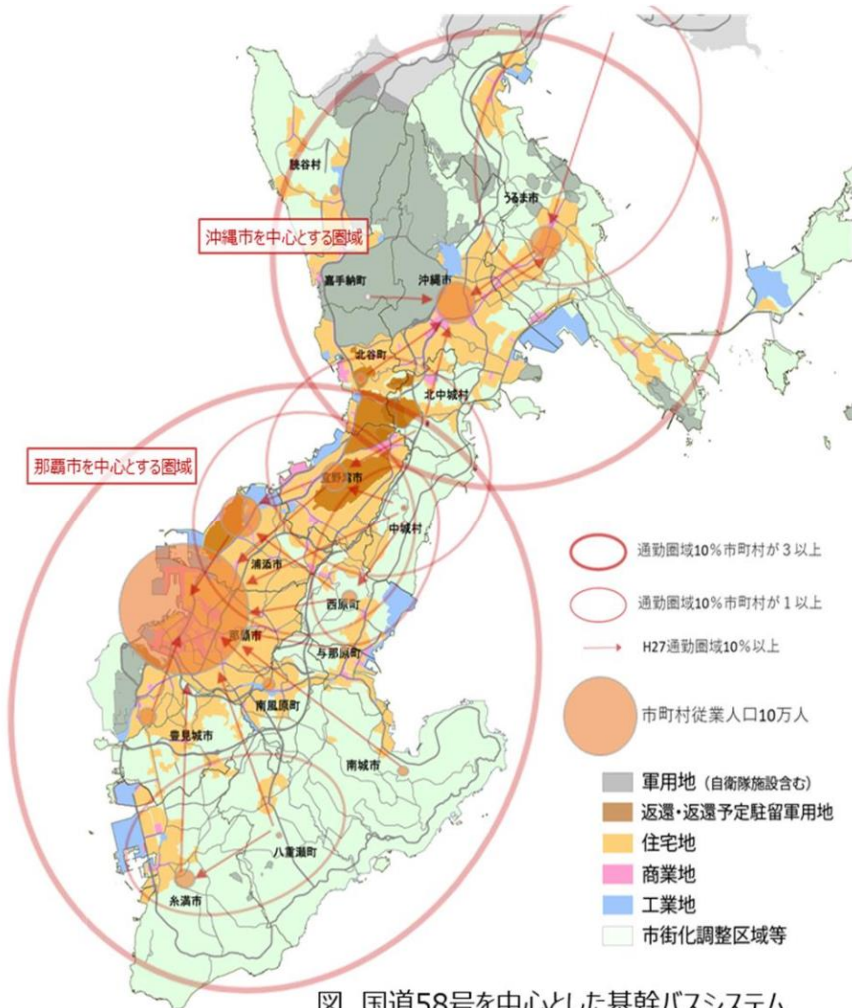 読谷村
うるま市
沖縄市を中心とする圏域
嘉手納町
沖縄市
北谷町
北中城村
那覇市を中心とする圏域
宜野湾市
中城村
浦添市
西原町
那覇市
与那原町
南風原町
豊見城市
南城市
八重瀬町
糸満市
通勤圏域10%市町村が3以上
通勤圏域10%市町村が1以上
H27通勤圏域10%以上
市町村従業人口10万人
軍用地（自衛隊施設含む）
返還・返還予定駐留軍用地
住宅地
商業地
工業地
市街化調整区域等
図 国道58号を中心とした基幹バスシステム